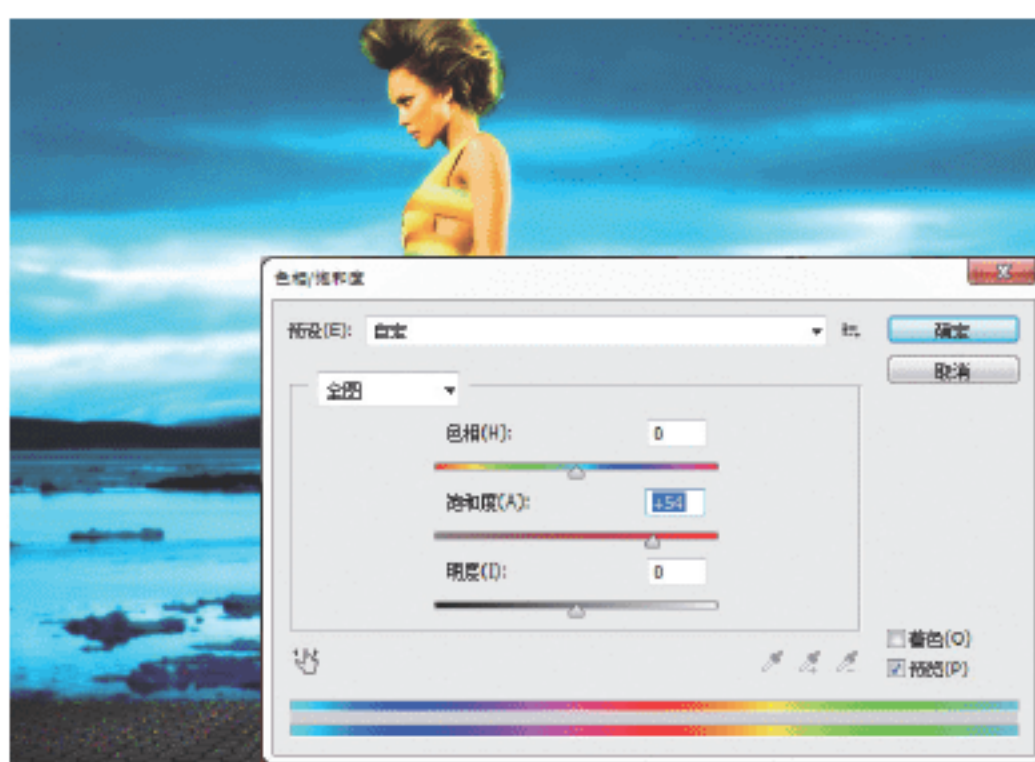 色相/饱和度
预设(E): 自定
确定
取消
全图
色相(H): 0
饱和度(A): +54
明度(I): 0
着色(O)
预览(P)